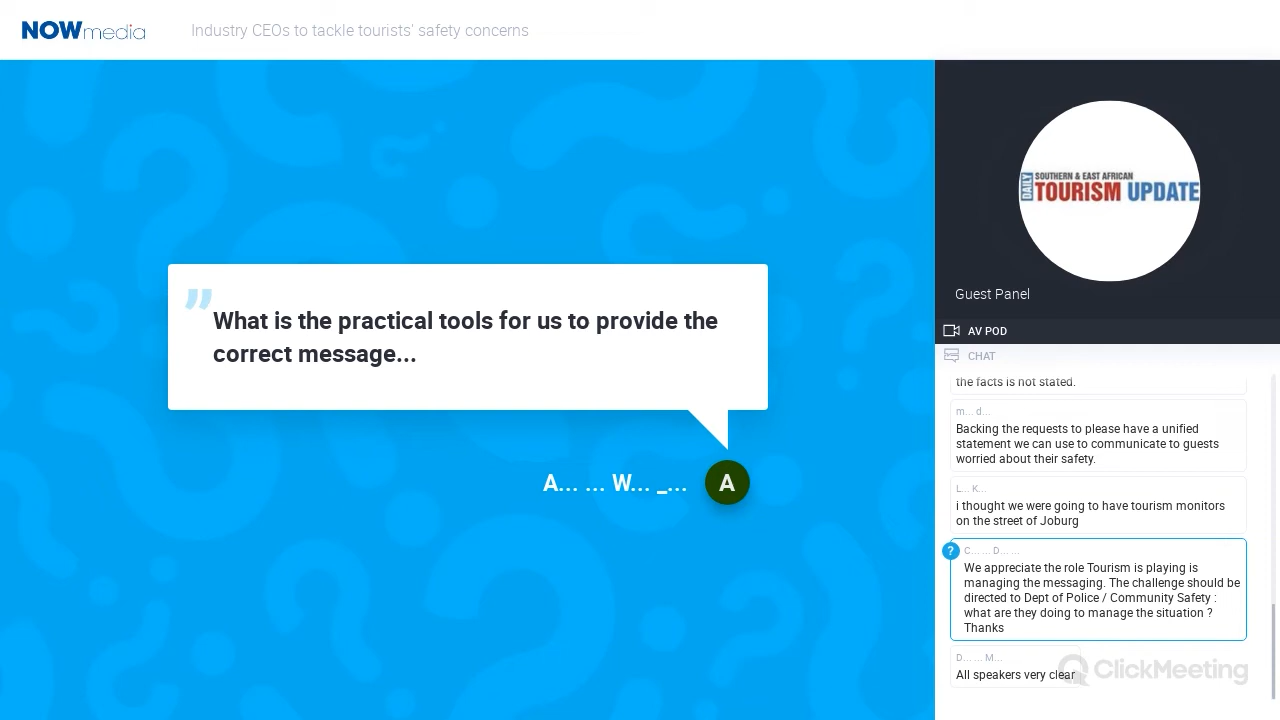 NOWmedia
Industry CEOs to tackle tourists' safety concerns
What is the practical tools for us to provide the
correct message...
A... ... W... _...
A
DAILY
SOUTHERN & EAST AFRICAN
TOURISM UPDATE
Guest Panel
AV POD
CHAT
the facts is not stated.
m... d...
Backing the requests to please have a unified
statement we can use to communicate to guests
worried about their safety.
L... K...
i thought we were going to have tourism monitors
on the street of Joburg
?
C... ... D... ...
We appreciate the role Tourism is playing is
managing the messaging. The challenge should be
directed to Dept of Police / Community Safety :
what are they doing to manage the situation ?
Thanks
D... ... M...
All speakers very clear
ClickMeeting